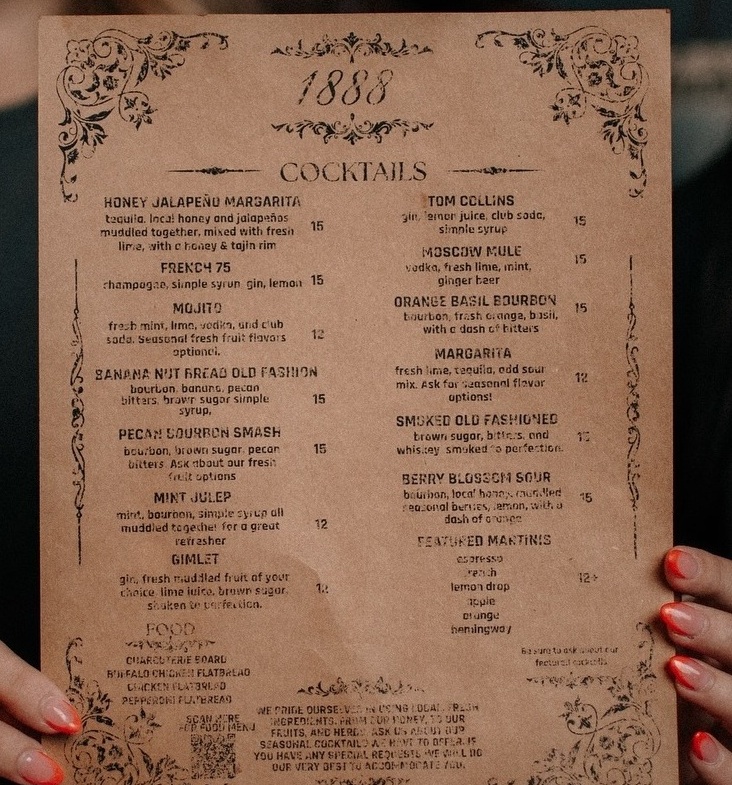 1888
COCKTAILS
HONEY JALAPEÑO MARGARITA
tequila, local honey and jalapeños
muddled together, mixed with fresh
lime, with a honey & tajin rim
15
FRENCH 75
champagne, simple syrup, gin, lemon
15
MOJITO
fresh mint, lime, vodka, and club
soda. Seasonal fresh fruit flavors
optional.
12
BANANA NUT BREAD OLD FASHION
bourbon, banana, pecan
bitters, brown sugar simple
syrup,
15
PECAN BOURBON SMASH
bourbon, brown sugar, pecan
bitters. Ask about our fresh
fruit options
15
MINT JULEP
mint, bourbon, simple syrup all
muddled together for a great
refresher
12
GIMLET
gin, fresh muddled fruit of your
choice, lime juice, brown sugar,
shaken to perfection.
12
TOM COLLINS
gin, lemon juice, club soda,
simple syrup
15
MOSCOW MULE
vodka, fresh lime, mint,
ginger beer
15
ORANGE BASIL BOURBON
bourbon, fresh orange, basil,
with a dash of bitters
15
MARGARITA
fresh lime, tequila, add sour
mix. Ask for seasonal flavor
options!
12
SMOKED OLD FASHIONED
brown sugar, bitters, and
whiskey smoked to perfection.
BERRY BLOSSOM SOUR
bourbon, local honey, muddled
seasonal berries, lemon, with a
dash of orange
15
FEATURED MARTINIS
espresso
french
lemon drop
apple
orange
hemingway
12+
Be sure to ask about our
featured cocktails
FOOD
CHARCUTERIE BOARD
BUFFALO CHICKEN FLATBREAD
CHICKEN FLATBREAD
PEPPERONI FLATBREAD
SCAN HERE
FOR FOOD MENU
WE PRIDE OURSELVES IN USING LOCAL, FRESH
INGREDIENTS. FROM OUR HONEY, TO OUR
FRUITS, AND HERBS. ASK US ABOUT OUR
SEASONAL COCKTAILS WE HAVE TO OFFER. IF
YOU HAVE ANY SPECIAL REQUESTS WE WILL DO
OUR VERY BEST TO ACCOMMODATE YOU.